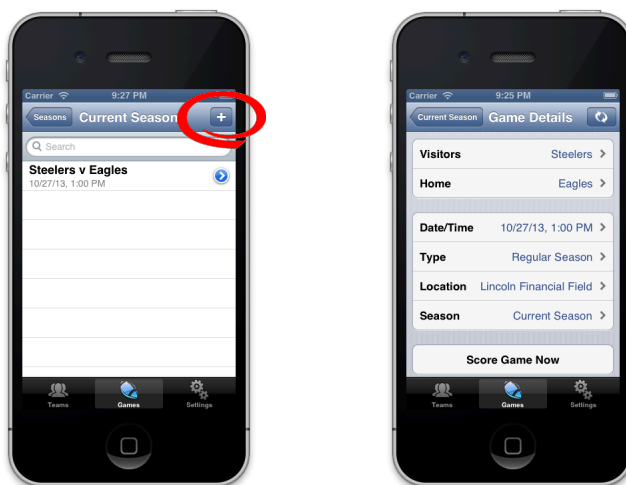 Carrier 9:27 PM
Seasons Current Season +
Search
Steelers v Eagles
10/27/13, 1:00 PM
Teams Games Settings
Carrier 9:25 PM
Current Season Game Details
Visitors Steelers
Home Eagles
Date/Time 10/27/13, 1:00 PM
Type Regular Season
Location Lincoln Financial Field
Season Current Season
Score Game Now
Teams Games Settings